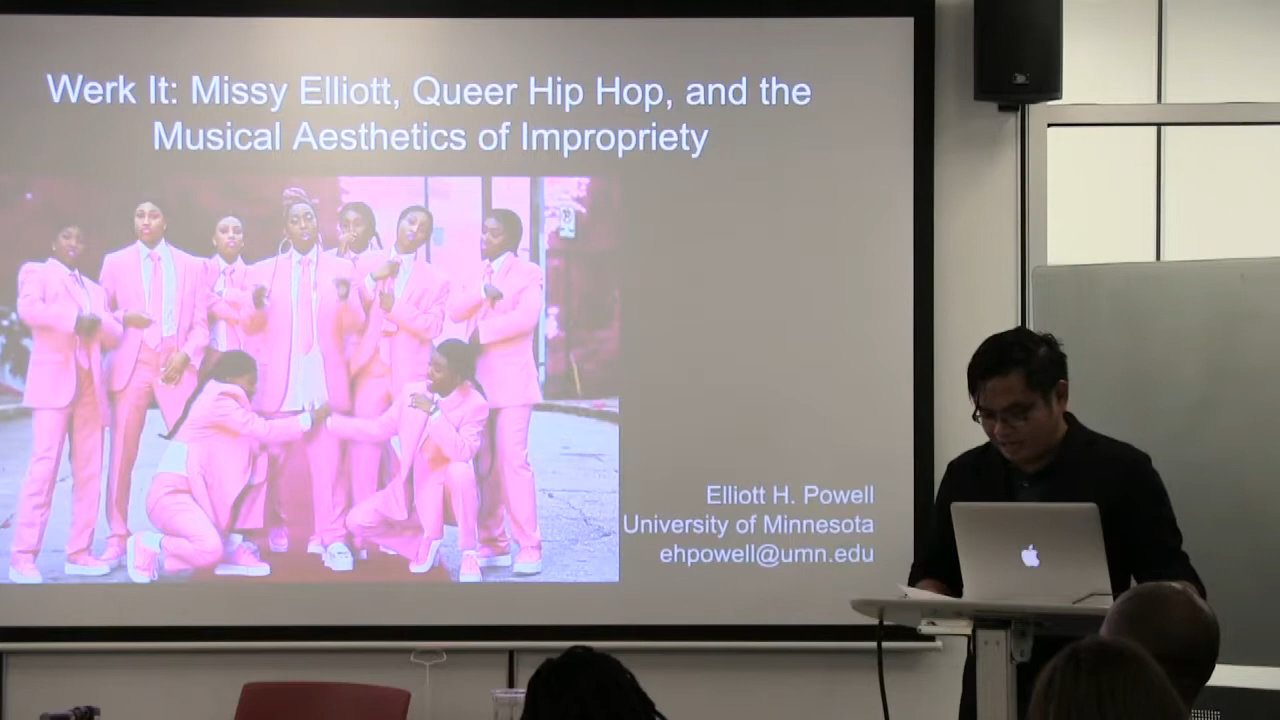 Werk It: Missy Elliott, Queer Hip Hop, and the
Musical Aesthetics of Impropriety
Elliott H. Powell
University of Minnesota
ehpowell@umn.edu